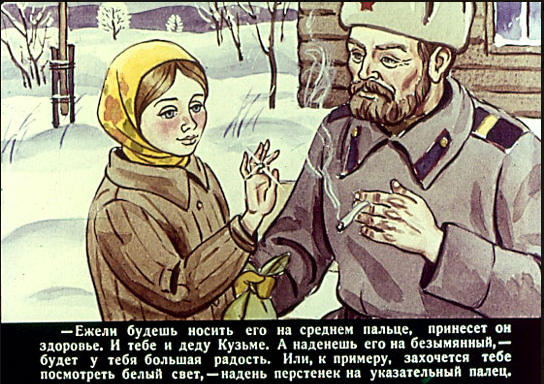 —Ежели будешь носить его на среднем пальце, принесет он
здоровье. И тебе и деду Кузьме. А наденешь его на безымянный,—
будет у тебя большая радость. Или, к примеру, захочется тебе
посмотреть белый свет,—надень перстенек на указательный палец.